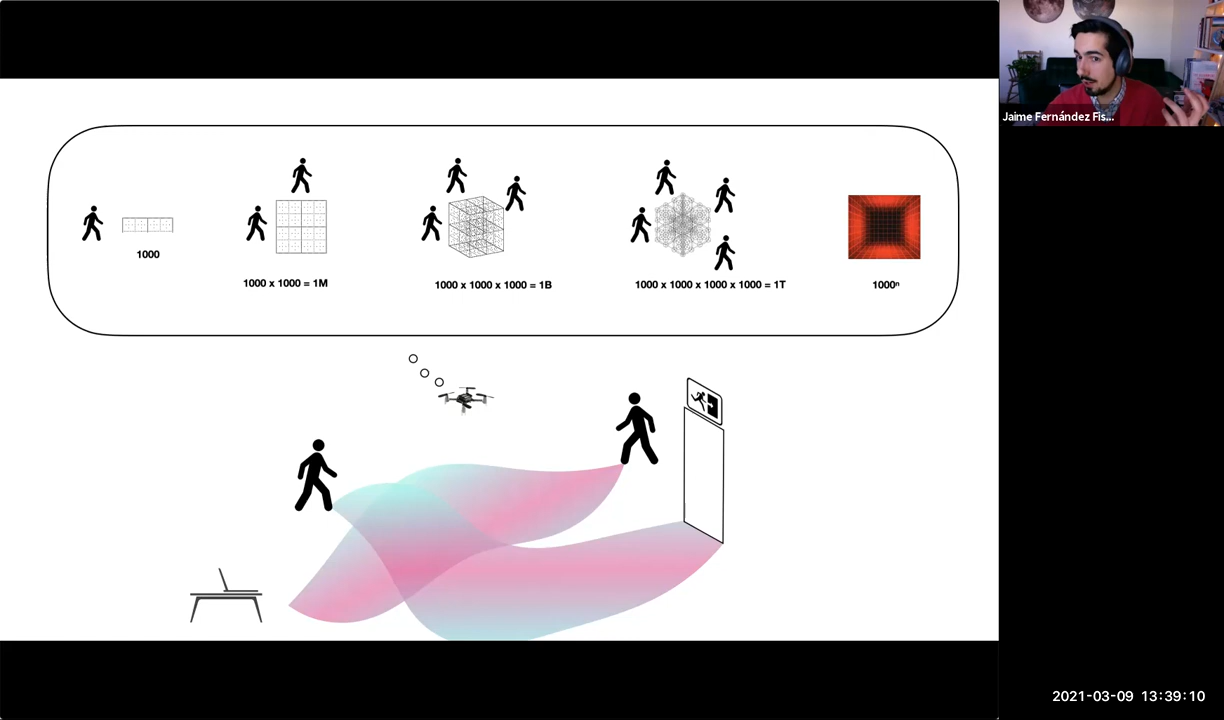 Jaime Fernández Fis...
1000
1000 x 1000 = 1M
1000 x 1000 x 1000 = 1B
1000 x 1000 x 1000 x 1000 = 1T
1000ⁿ
2021-03-09 13:39:10